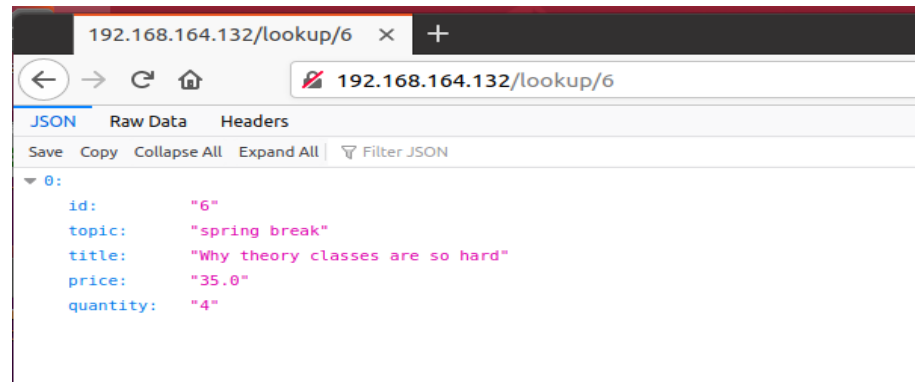 192.168.164.132/lookup/6
192.168.164.132/lookup/6
JSON Raw Data Headers
Save Copy Collapse All Expand All Filter JSON
0:
id: "6"
topic: "spring break"
title: "Why theory classes are so hard"
price: "35.0"
quantity: "4"